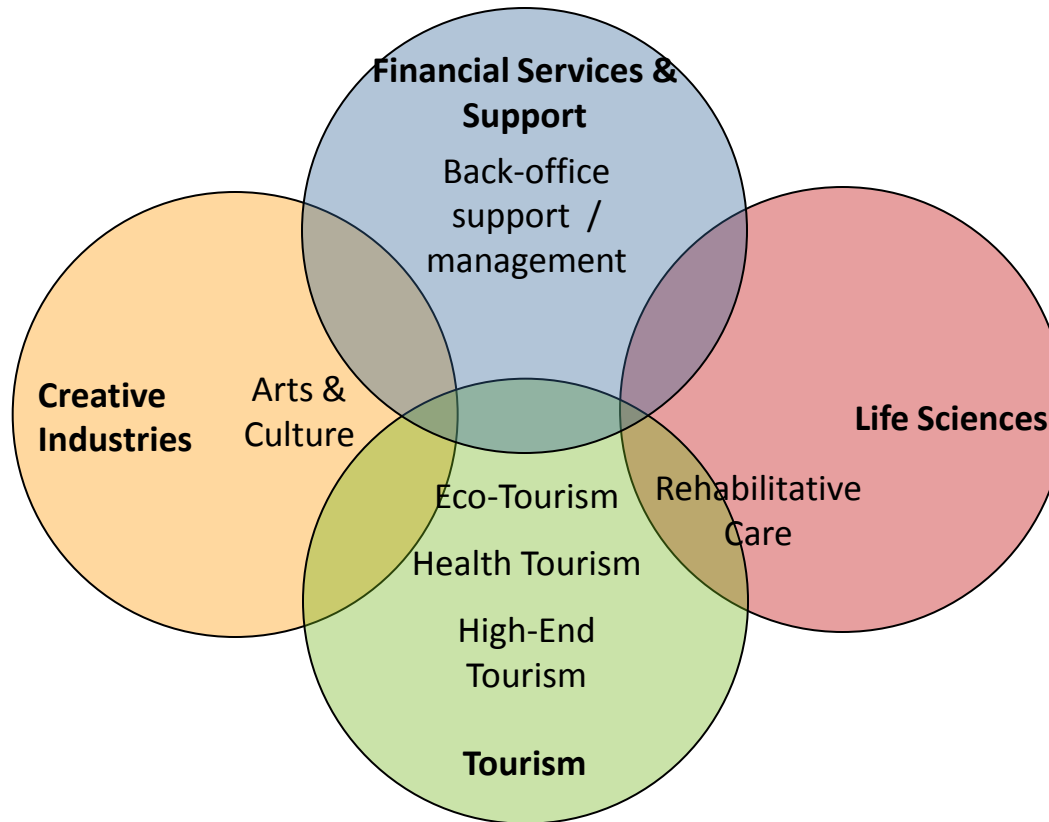 Financial Services &
Support
Back-office
support  /
management
Creative
Industries
Arts &
Culture
Life Sciences
Rehabilitative
Care
Eco-Tourism
Health Tourism
High-End
Tourism
Tourism